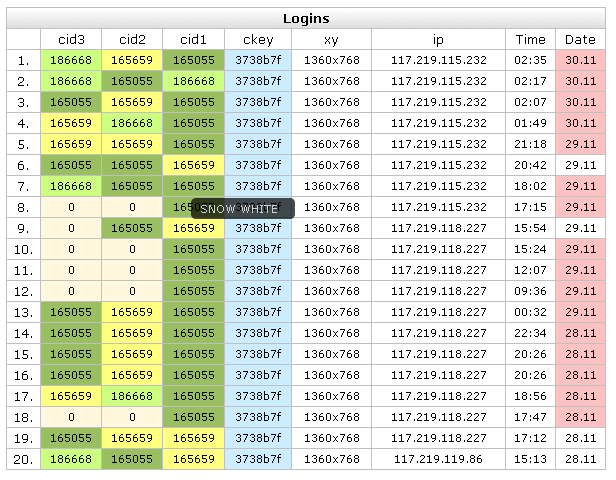 Logins
cid3 cid2 cid1 ckey xy ip Time Date
1. 186668 165659 165055 3738b7f 1360x768 117.219.115.232 02:35 30.11
2. 186668 165055 186668 3738b7f 1360x768 117.219.115.232 02:17 30.11
3. 165055 165659 165055 3738b7f 1360x768 117.219.115.232 02:07 30.11
4. 165659 186668 165055 3738b7f 1360x768 117.219.115.232 01:49 30.11
5. 165659 165659 165055 3738b7f 1360x768 117.219.115.232 21:18 29.11
6. 165055 165055 165659 3738b7f 1360x768 117.219.115.232 20:42 29.11
7. 186668 165055 165055 3738b7f 1360x768 117.219.115.232 18:02 29.11
8. 0 0 1360x768 117.219.115.232 17:15 29.11
SNOW WHITE
9. 0 165055 165659 3738b7f 1360x768 117.219.118.227 15:54 29.11
10. 0 0 165055 3738b7f 1360x768 117.219.118.227 15:24 29.11
11. 0 0 165055 3738b7f 1360x768 117.219.118.227 12:07 29.11
12. 0 0 165055 3738b7f 1360x768 117.219.118.227 09:36 29.11
13. 165055 165659 165055 3738b7f 1360x768 117.219.118.227 00:32 29.11
14. 165055 165659 165055 3738b7f 1360x768 117.219.118.227 22:34 28.11
15. 165055 165659 165055 3738b7f 1360x768 117.219.118.227 20:26 28.11
16. 165055 165659 165055 3738b7f 1360x768 117.219.118.227 20:26 28.11
17. 165659 186668 165055 3738b7f 1360x768 117.219.118.227 18:56 28.11
18. 0 0 165055 3738b7f 1360x768 117.219.118.227 17:47 28.11
19. 165055 165659 165659 3738b7f 1360x768 117.219.118.227 17:12 28.11
20. 186668 165055 165659 3738b7f 1360x768 117.219.119.86 15:13 28.11